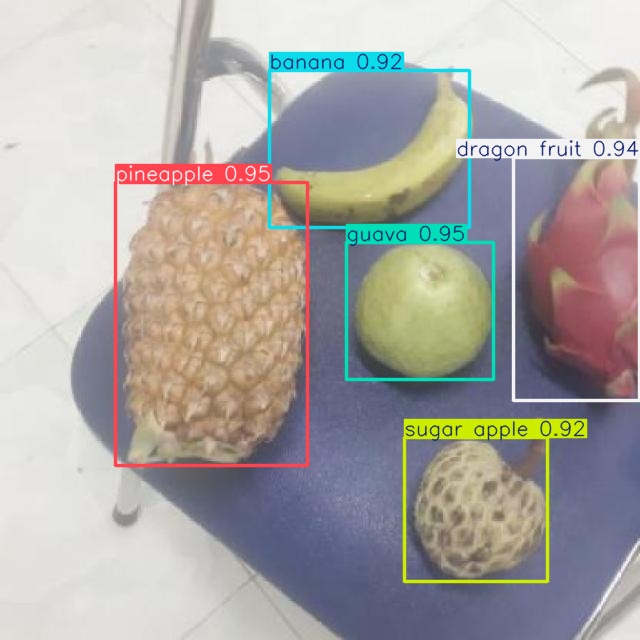 banana 0.92
dragon fruit 0.94
pineapple 0.95
guava 0.95
sugar apple 0.92